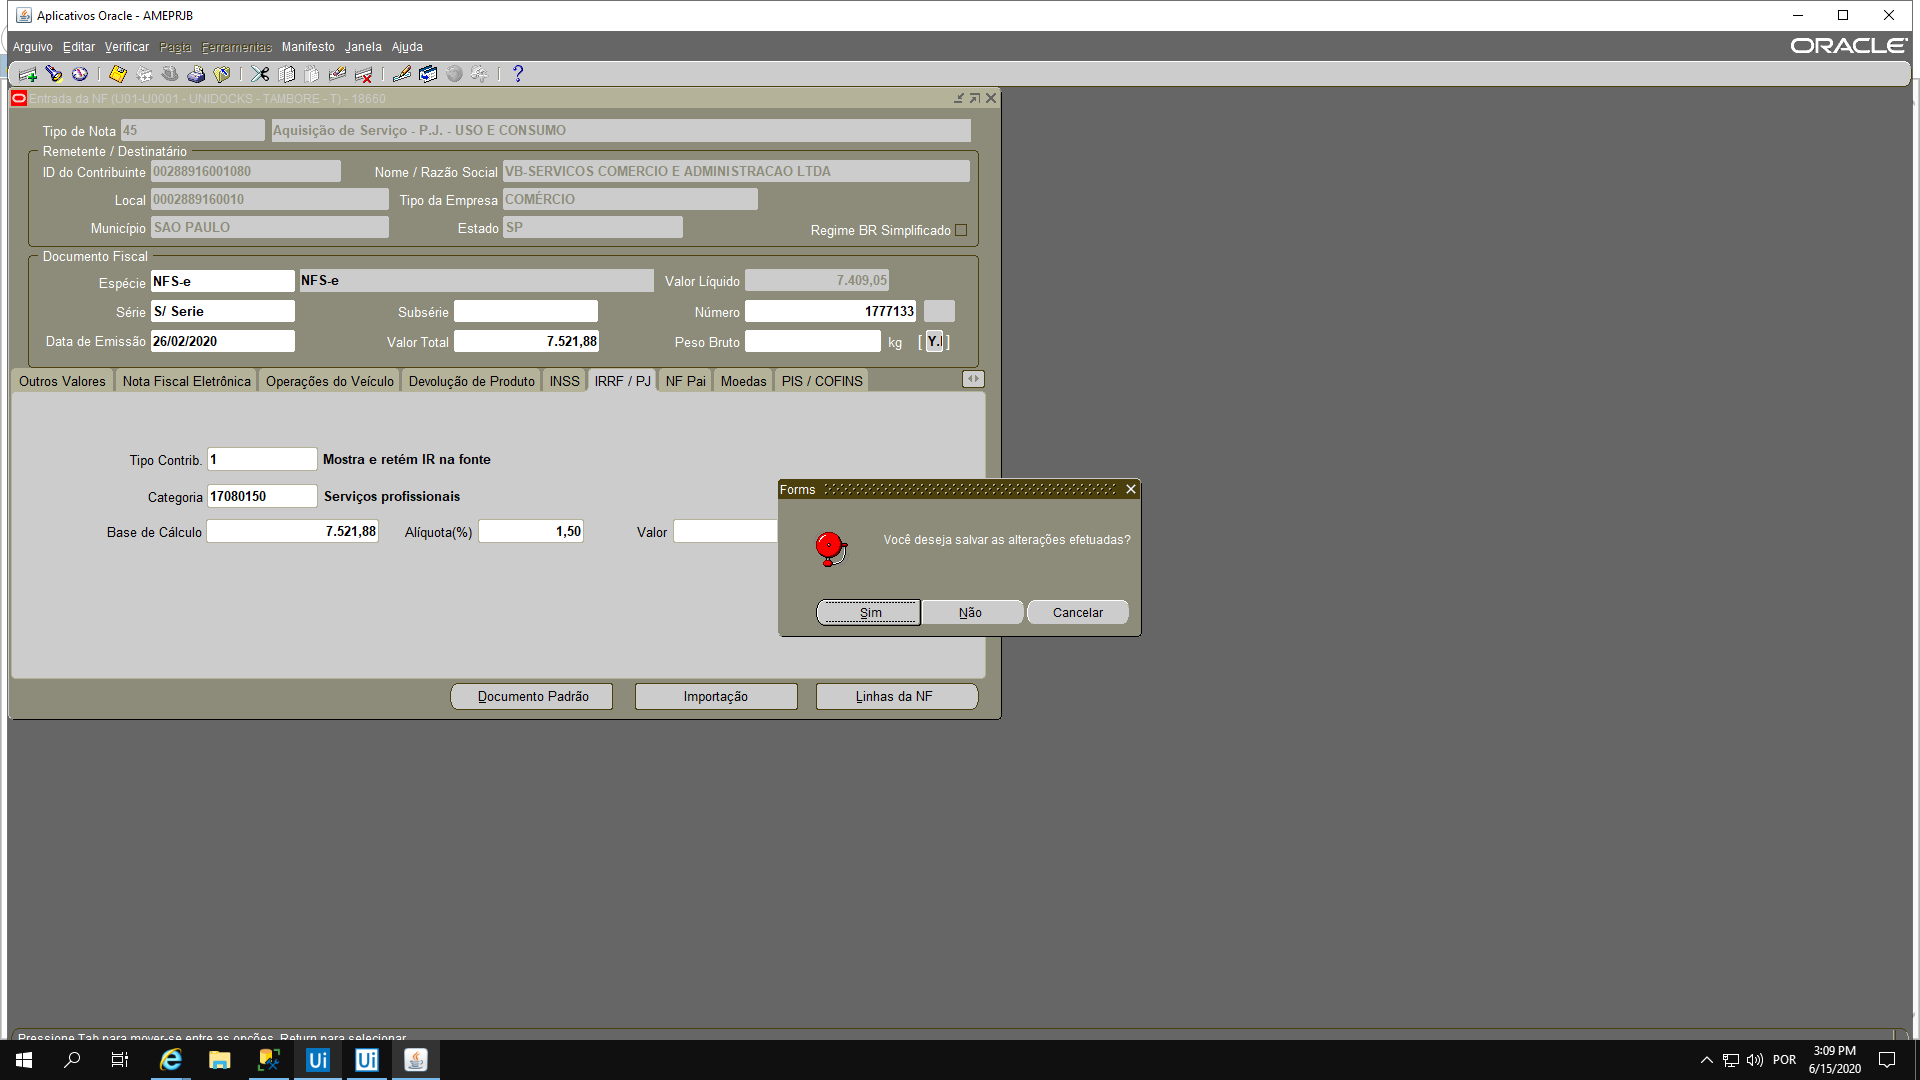 Aplicativos Oracle - AMEPRJB
Arquivo Editar Verificar Pasta Ferramentas Manifesto Janela Ajuda
ORACLE
Entrada da NF (U01-U0001 - UNIDOCKS - TAMBORE - T) - 18660
Tipo de Nota 45 Aquisição de Serviço - P.J. - USO E CONSUMO
Remetente / Destinatário
ID do Contribuinte 00288916001080 Nome / Razão Social VB-SERVICOS COMERCIO E ADMINISTRACAO LTDA
Local 0002889160010 Tipo da Empresa COMÉRCIO
Município SAO PAULO Estado SP Regime BR Simplificado
Documento Fiscal
Espécie NFS-e NFS-e Valor Líquido 7.409,05
Série S/ Serie Subsérie Número 1777133
Data de Emissão 26/02/2020 Valor Total 7.521,88 Peso Bruto kg [ Y. ]
Outros Valores Nota Fiscal Eletrônica Operações do Veículo Devolução de Produto INSS IRRF / PJ NF Pai Moedas PIS / COFINS
Tipo Contrib. 1 Mostra e retém IR na fonte
Categoria 17080150 Serviços profissionais
Base de Cálculo 7.521,88 Alíquota(%) 1,50 Valor
Forms
Você deseja salvar as alterações efetuadas?
Sim Não Cancelar
Documento Padrão Importação Linhas da NF
Pressione Tab para mover-se entre as opções, Return para selecionar
Ui Ui POR 3:09 PM
6/15/2020